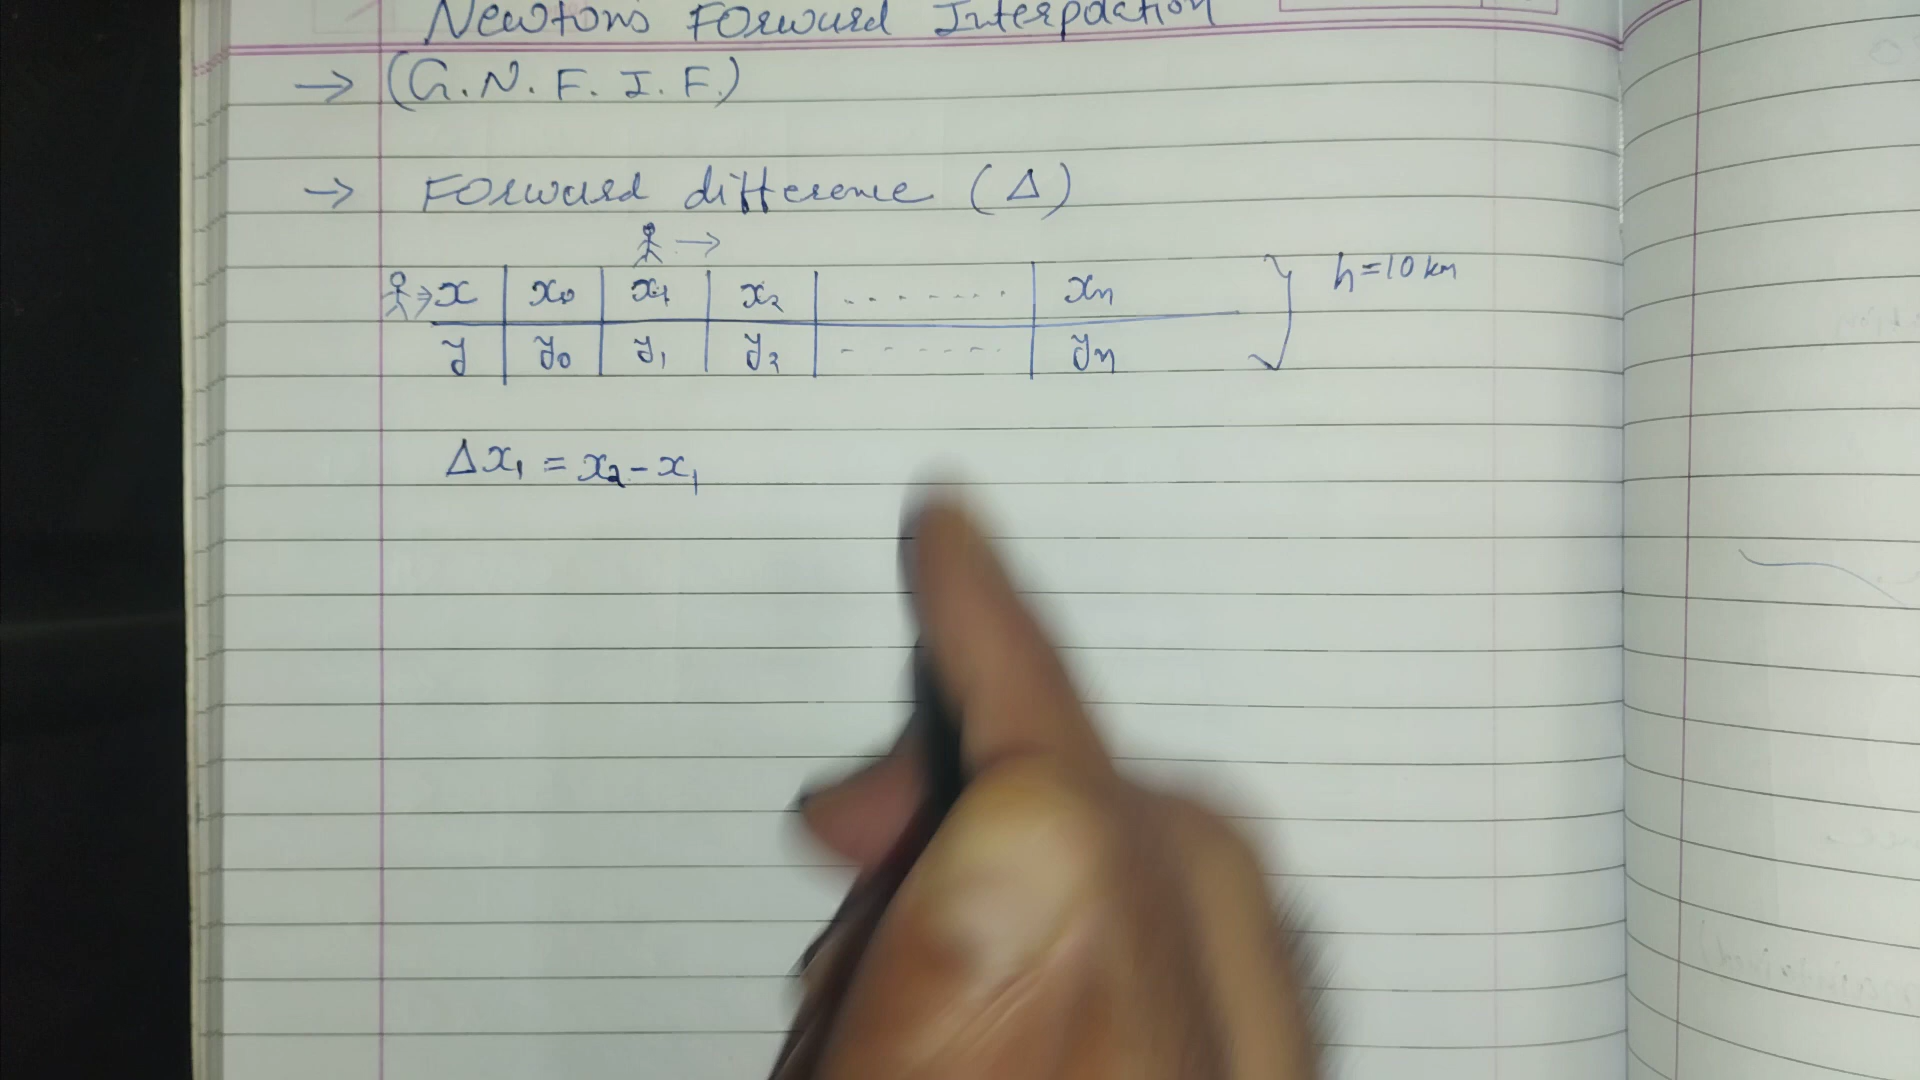 Newtons Forward Interpolation
→ (G.N.F.I.F.)
→ Forward difference (Δ)
x x₀ x₁ x₂ ........ xₙ h=10 km
y y₀ y₁ y₂ ------- yₙ
Δx₁ = x₂-x₁